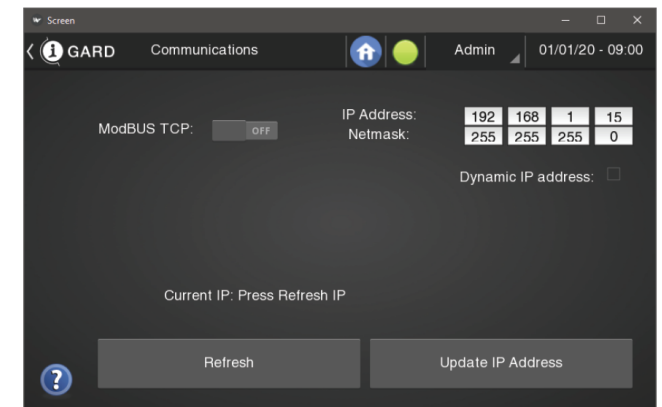 Screen
i GARD Communications Admin 01/01/20 - 09:00
ModBUS TCP: OFF
IP Address: 192 168 1 15
Netmask: 255 255 255 0
Dynamic IP address:
Current IP: Press Refresh IP
Refresh Update IP Address
?